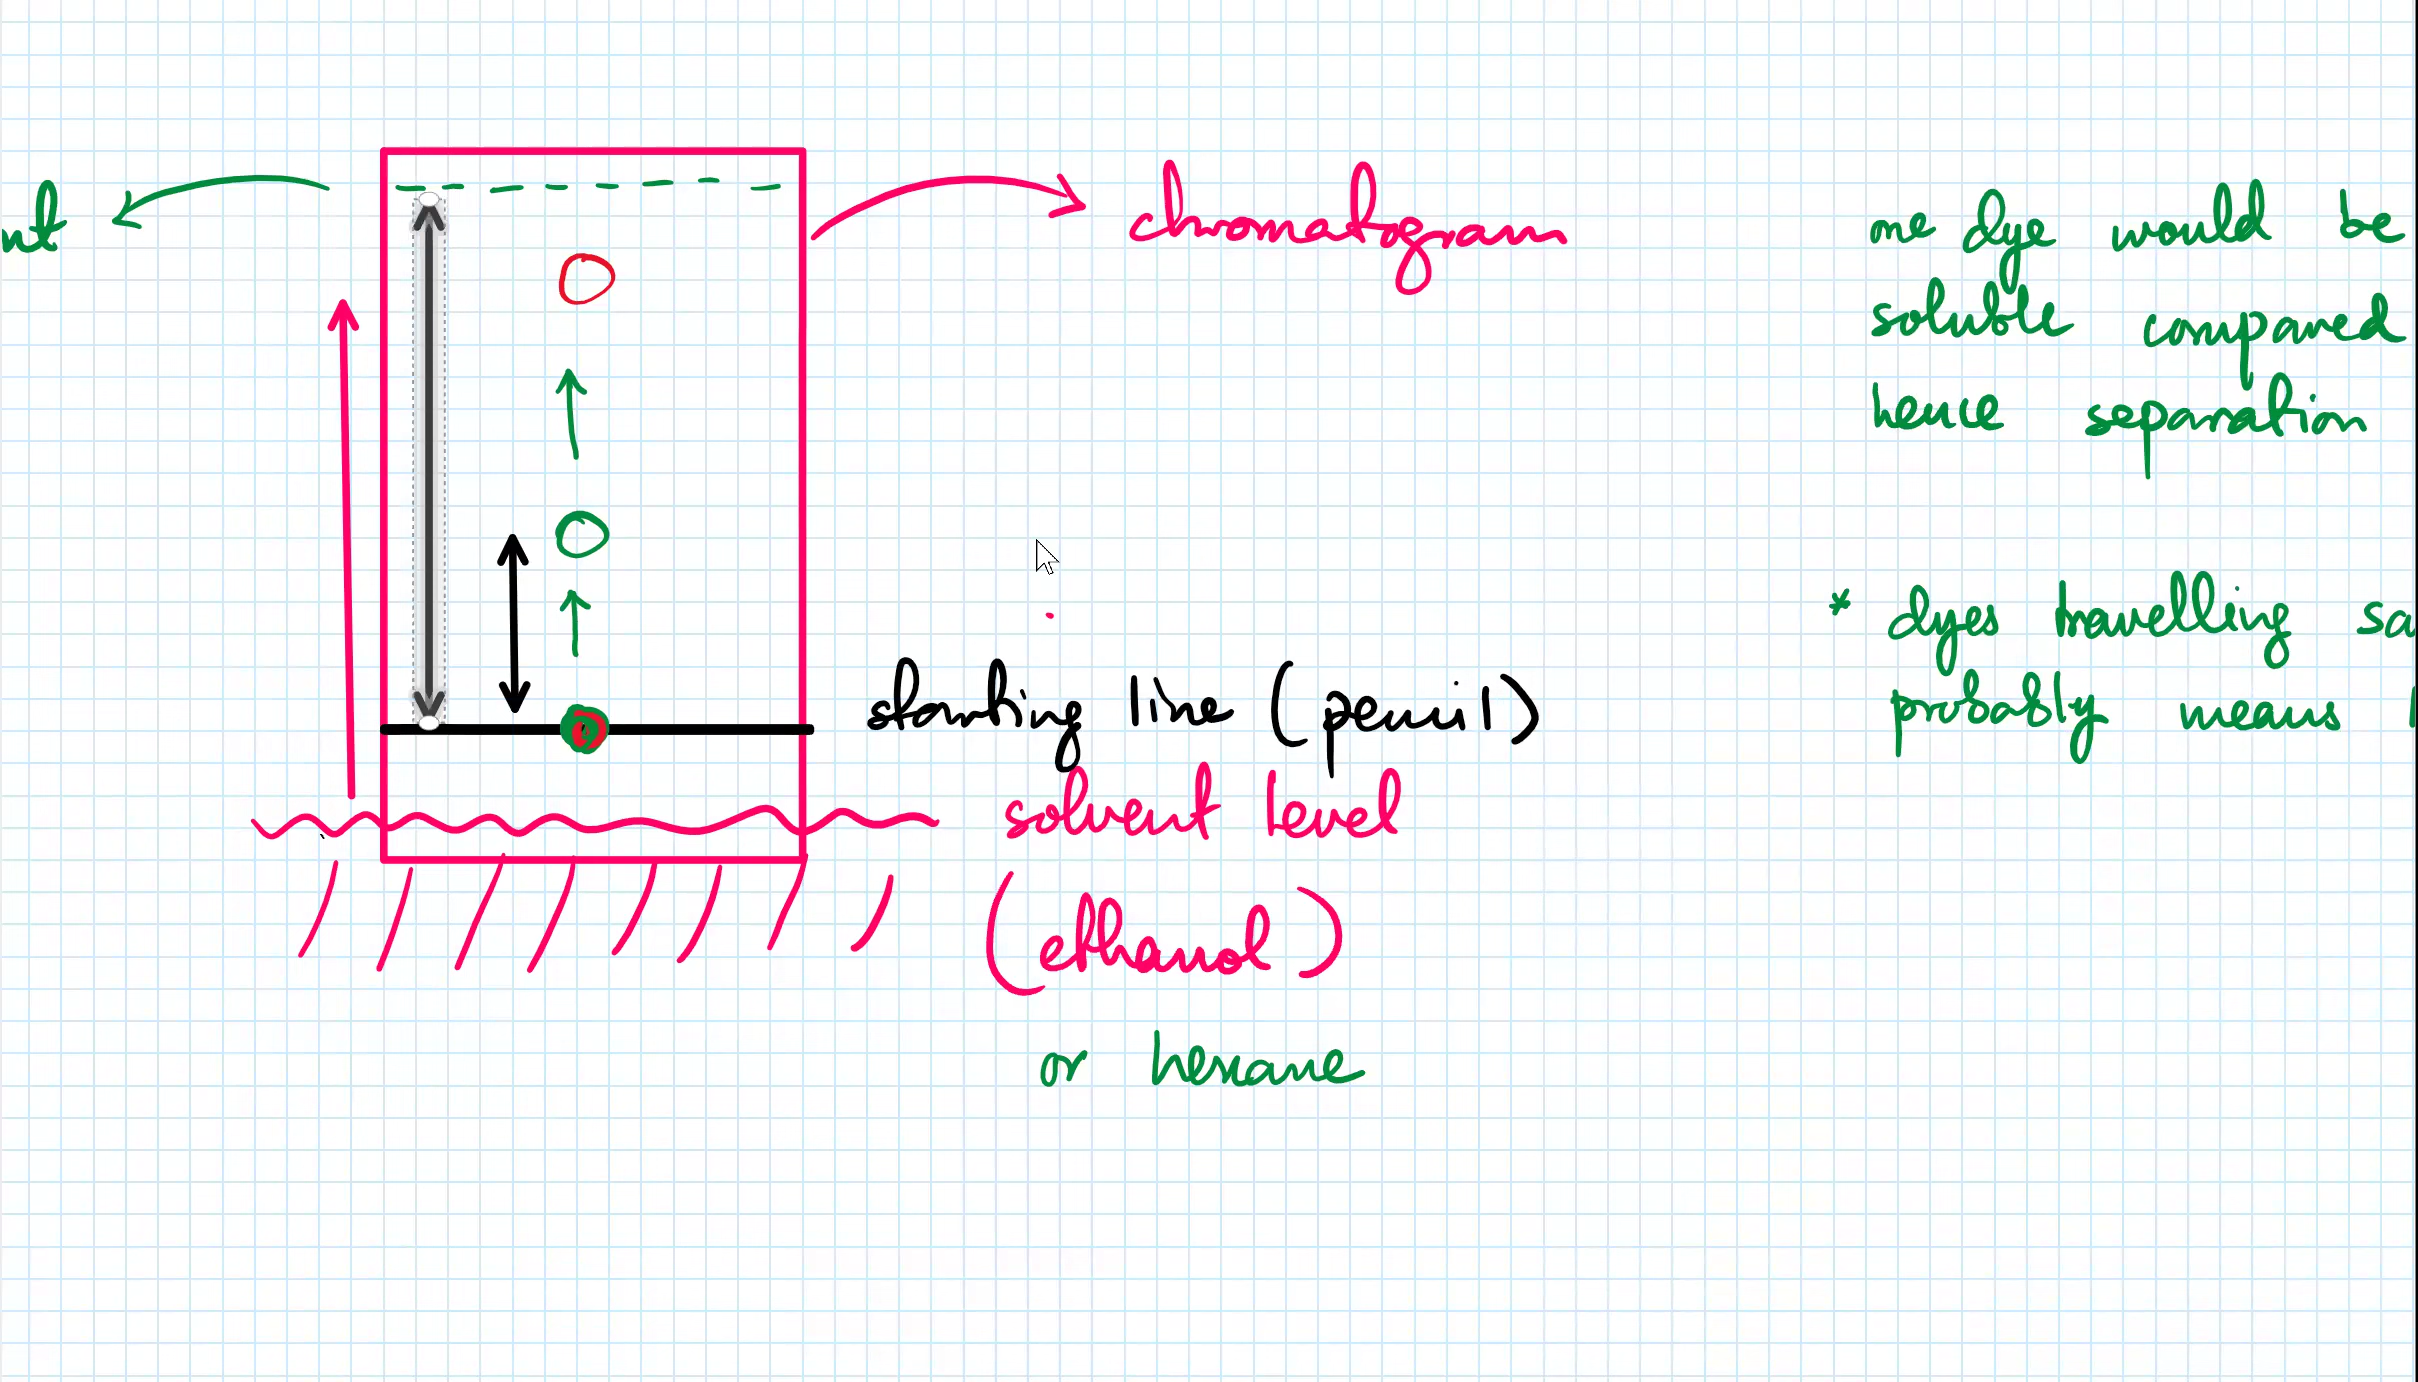 nt
chromatogram
one dye would be
soluble compared
hence separation
* dyes travelling sa
probably means
starting line (pencil)
solvent level
(ethanol)
or hexane